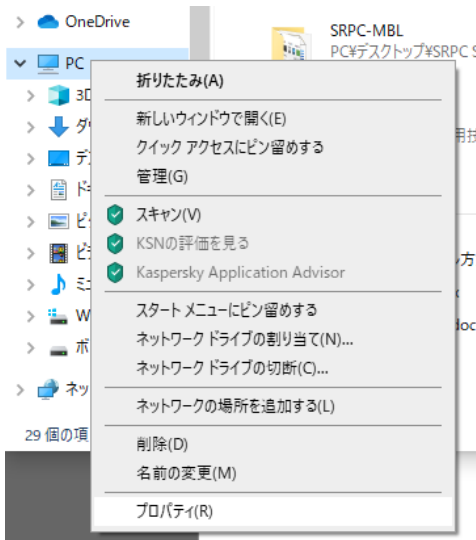 OneDrive
PC
3D
折りたたみ(A)
新しいウィンドウで開く(E)
クイック アクセスにピン留めする
管理(G)
スキャン(V)
KSNの評価を見る
Kaspersky Application Advisor
スタート メニューにピン留めする
ネットワーク ドライブの割り当て(N)...
ネットワーク ドライブの切断(C)...
ネットワークの場所を追加する(L)
削除(D)
名前の変更(M)
プロパティ(R)
ネッ
29 個の項
SRPC-MBL
PC¥デスクトップ¥SRPC S